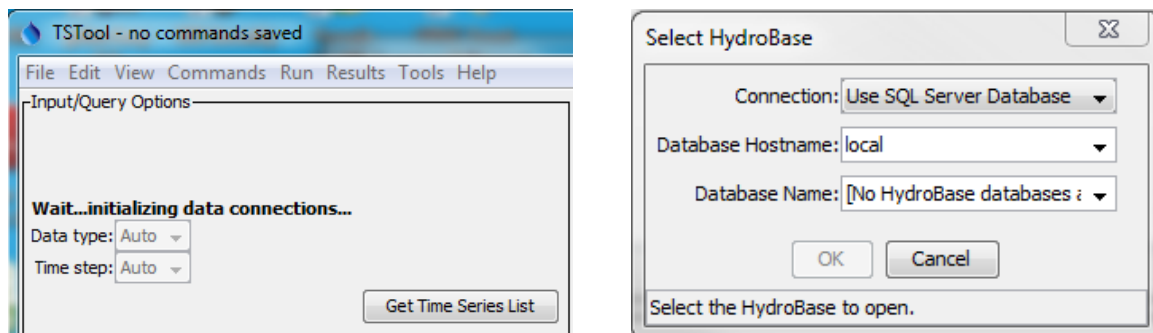 TSTool - no commands saved
File Edit View Commands Run Results Tools Help
Input/Query Options
Wait...initializing data connections...
Data type: Auto
Time step: Auto
Get Time Series List
Select HydroBase
Connection: Use SQL Server Database
Database Hostname: local
Database Name: [No HydroBase databases
OK Cancel
Select the HydroBase to open.